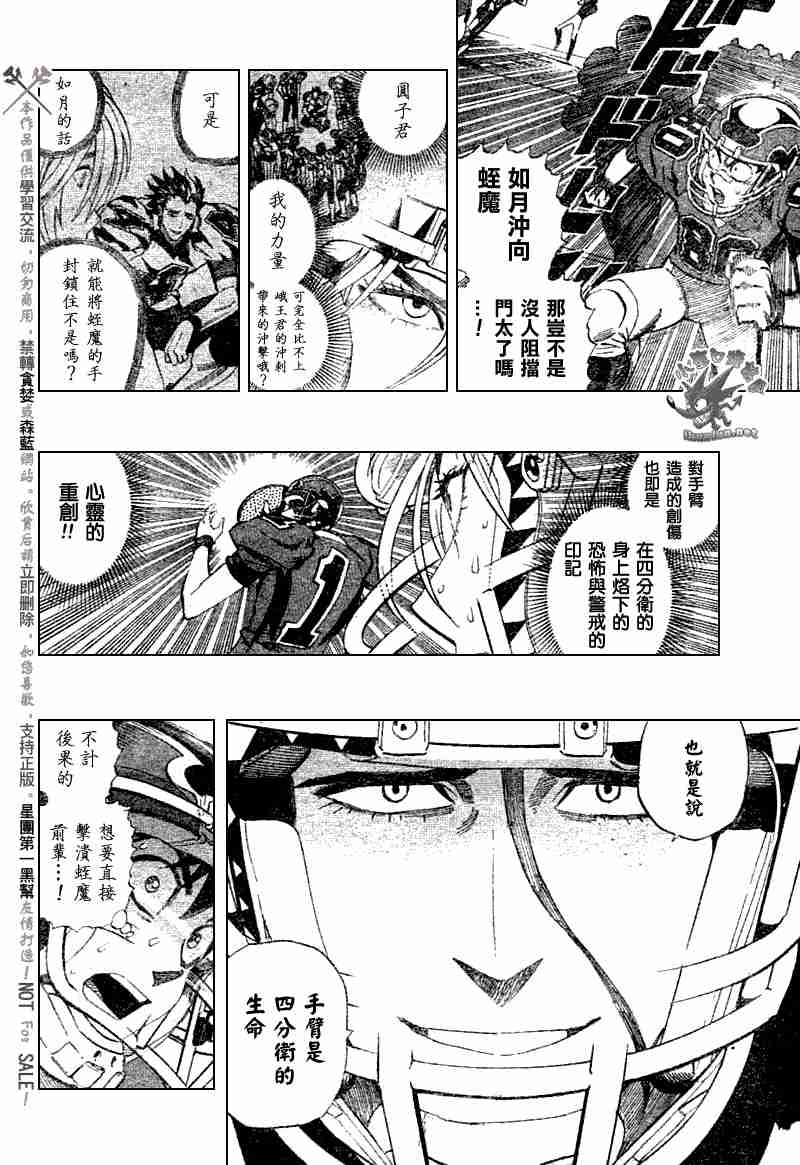 ドドドド
如月沖向
蛭魔
那豈不是
沒人阻擋
門太了嗎
…！
圓子君
我的力量
可完全比不上
峨王君的沖刺
帶來的沖擊哦？
可是
如月的話
就能將蛭魔的手
封鎖住不是嗎？
對手臂
造成的創傷
也即是
在四分衛的
身上烙下的
恐怖與警戒的
印記
心靈的
重創!!
1
也就是說
手臂是
四分衛的
生命
不計
後果的
想要直接
擊潰蛭魔
前輩…！
本作品僅供學習交流，切勿商用，禁轉貪婪或森藍網站。欣賞后請立即刪除，如您喜歡，支持正版。星團第一黑幫友情打造！NOT For SALE！